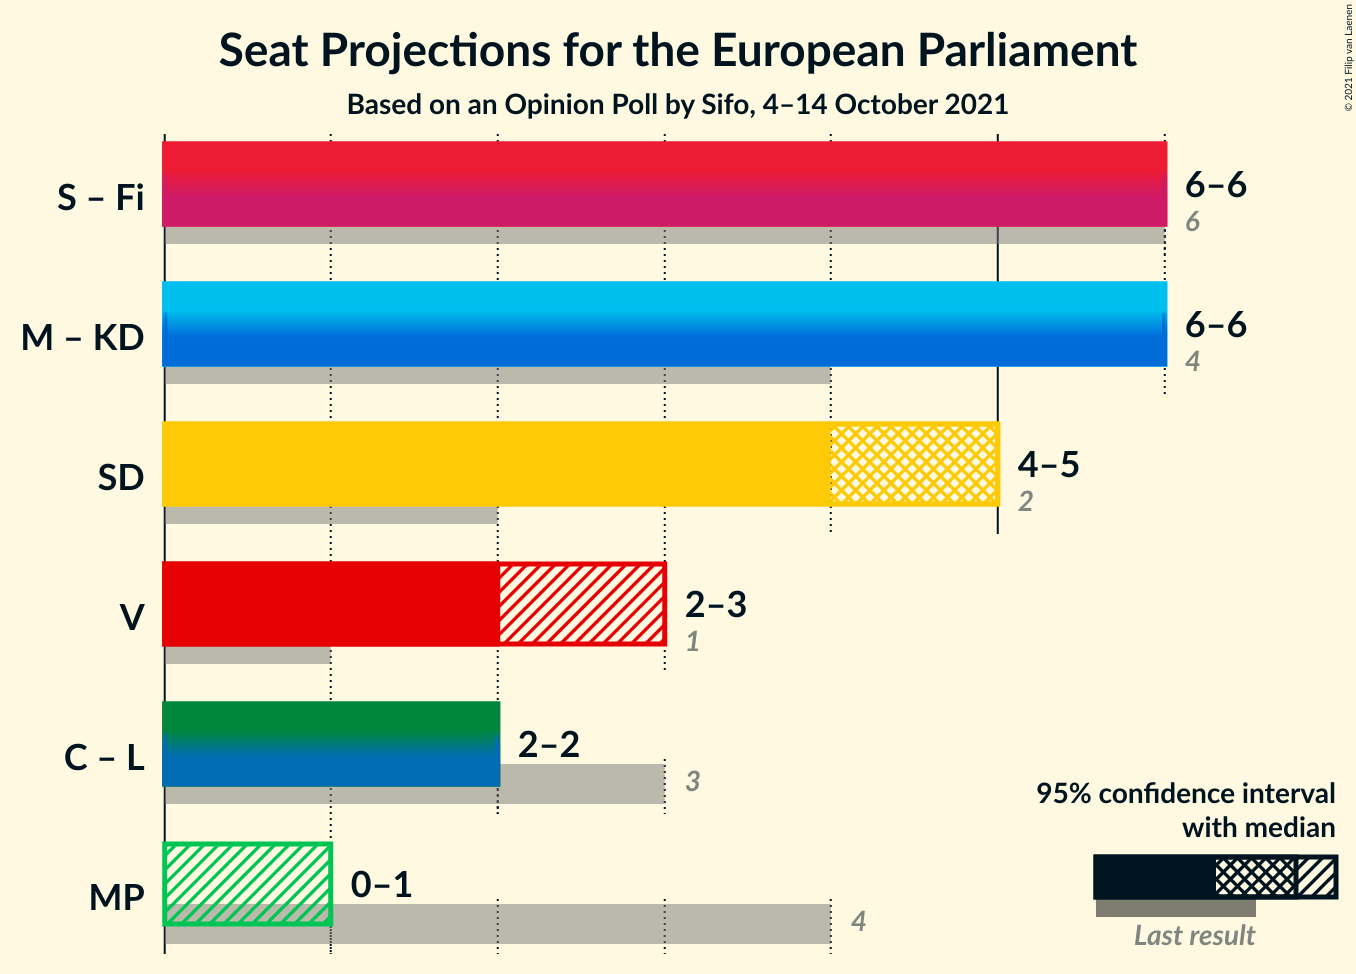 Seat Projections for the European Parliament
Based on an Opinion Poll by Sifo, 4–14 October 2021
© 2021 Filip van Laenen
S – Fi
6–6
6
M – KD
6–6
4
SD
4–5
2
V
2–3
1
C – L
2–2
3
MP
0–1
4
95% confidence interval
with median
Last result